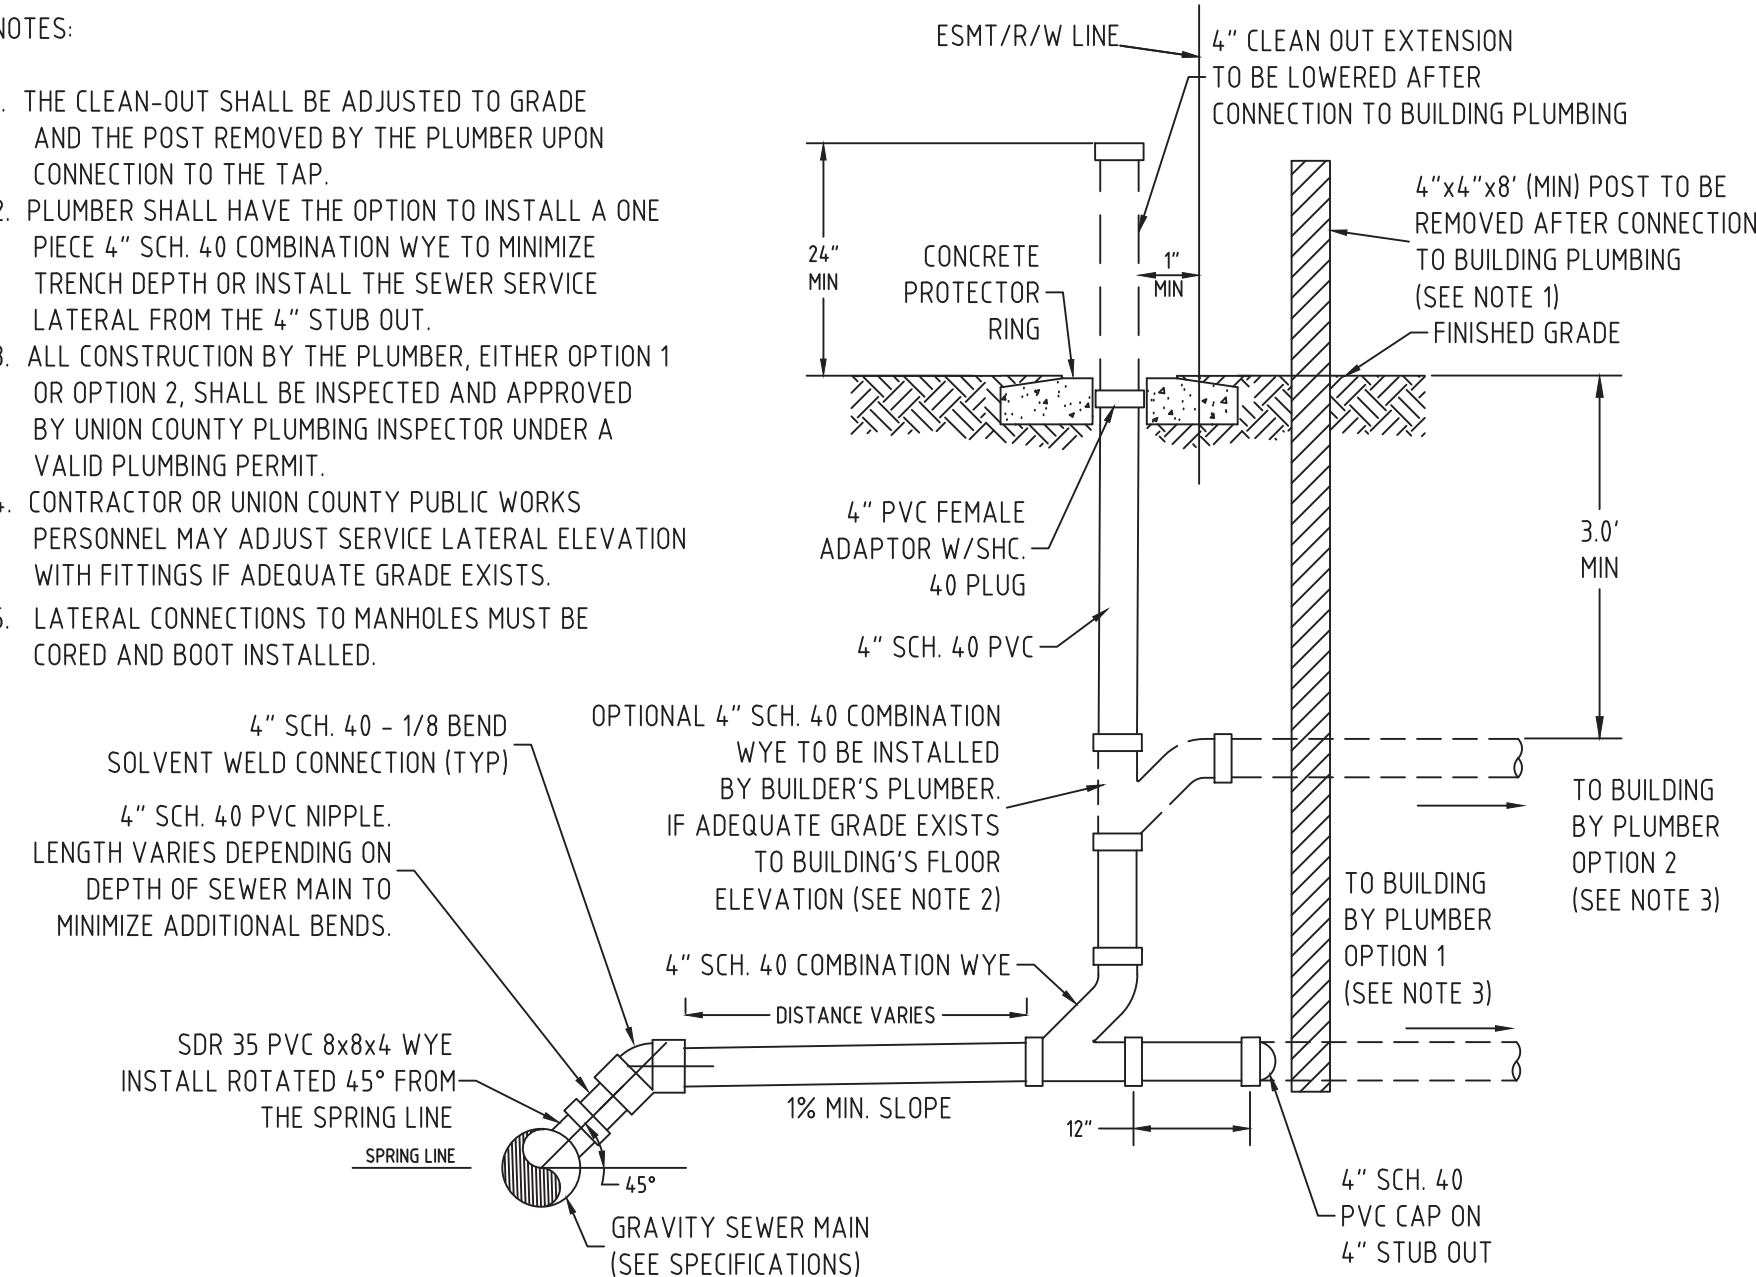 NOTES:
. THE CLEAN-OUT SHALL BE ADJUSTED TO GRADE
AND THE POST REMOVED BY THE PLUMBER UPON
CONNECTION TO THE TAP.
2. PLUMBER SHALL HAVE THE OPTION TO INSTALL A ONE
PIECE 4" SCH. 40 COMBINATION WYE TO MINIMIZE
TRENCH DEPTH OR INSTALL THE SEWER SERVICE
LATERAL FROM THE 4" STUB OUT.
3. ALL CONSTRUCTION BY THE PLUMBER, EITHER OPTION 1
OR OPTION 2, SHALL BE INSPECTED AND APPROVED
BY UNION COUNTY PLUMBING INSPECTOR UNDER A
VALID PLUMBING PERMIT.
4. CONTRACTOR OR UNION COUNTY PUBLIC WORKS
PERSONNEL MAY ADJUST SERVICE LATERAL ELEVATION
WITH FITTINGS IF ADEQUATE GRADE EXISTS.
5. LATERAL CONNECTIONS TO MANHOLES MUST BE
CORED AND BOOT INSTALLED.
ESMT/R/W LINE
4" CLEAN OUT EXTENSION
TO BE LOWERED AFTER
CONNECTION TO BUILDING PLUMBING
4"x4"x8' (MIN) POST TO BE
REMOVED AFTER CONNECTION
TO BUILDING PLUMBING
(SEE NOTE 1)
FINISHED GRADE
24"
MIN
CONCRETE
PROTECTOR
RING
1"
MIN
4" PVC FEMALE
ADAPTOR W/SHC.
40 PLUG
3.0'
MIN
4" SCH. 40 PVC
4" SCH. 40 - 1/8 BEND
SOLVENT WELD CONNECTION (TYP)
4" SCH. 40 PVC NIPPLE.
LENGTH VARIES DEPENDING ON
DEPTH OF SEWER MAIN TO
MINIMIZE ADDITIONAL BENDS.
OPTIONAL 4" SCH. 40 COMBINATION
WYE TO BE INSTALLED
BY BUILDER'S PLUMBER.
IF ADEQUATE GRADE EXISTS
TO BUILDING'S FLOOR
ELEVATION (SEE NOTE 2)
TO BUILDING
BY PLUMBER
OPTION 2
(SEE NOTE 3)
TO BUILDING
BY PLUMBER
OPTION 1
(SEE NOTE 3)
4" SCH. 40 COMBINATION WYE
DISTANCE VARIES
SDR 35 PVC 8x8x4 WYE
INSTALL ROTATED 45° FROM
THE SPRING LINE
1% MIN. SLOPE
12"
SPRING LINE
45°
GRAVITY SEWER MAIN
(SEE SPECIFICATIONS)
4" SCH. 40
PVC CAP ON
4" STUB OUT